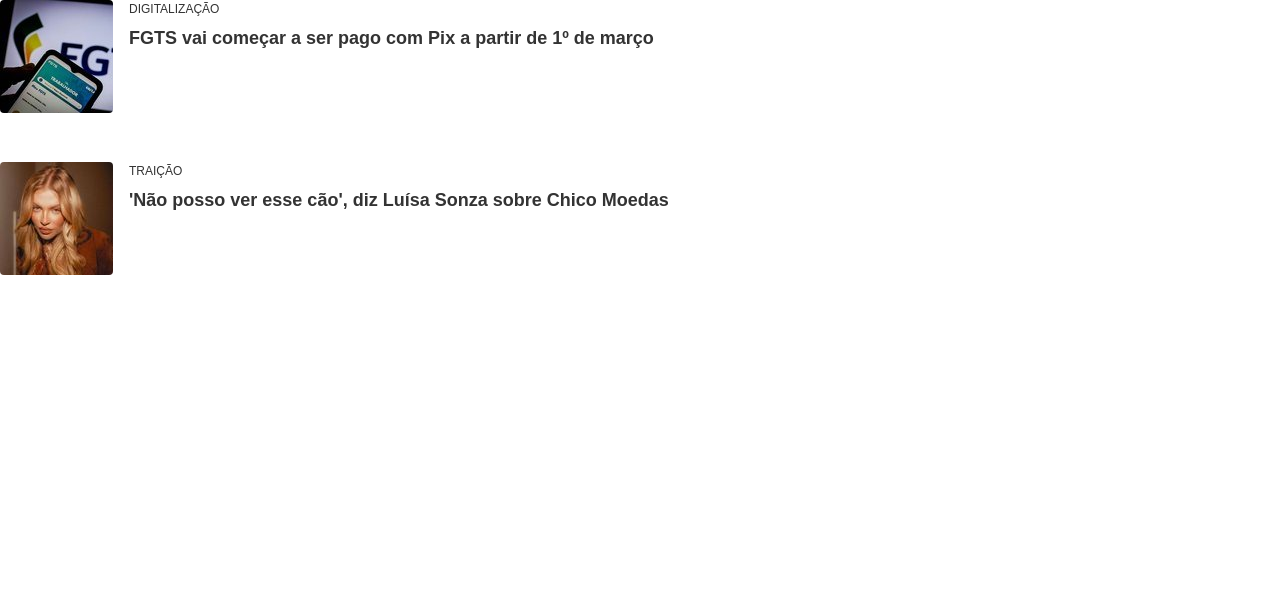 DIGITALIZAÇÃO
FGTS vai começar a ser pago com Pix a partir de 1º de março
FGT
TRAIÇÃO
'Não posso ver esse cão', diz Luísa Sonza sobre Chico Moedas